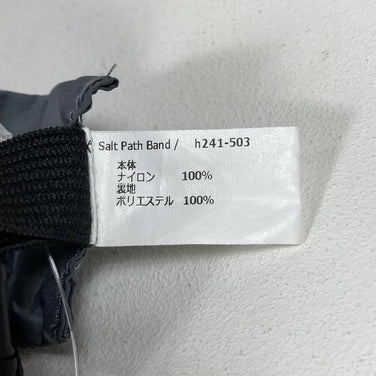 Salt Path Band / h241-503
本体
ナイロン 100%
裏地
ポリエステル 100%